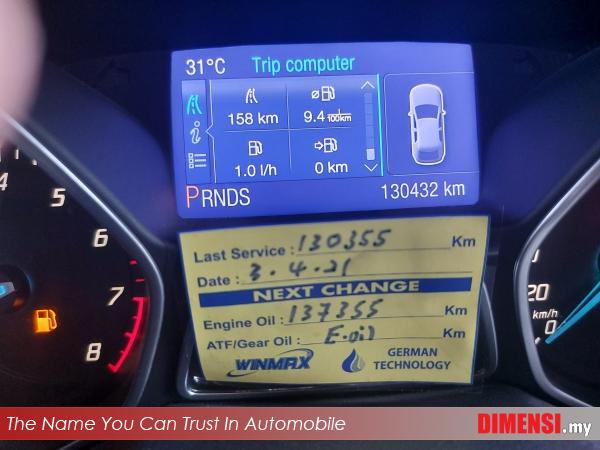 31°C Trip computer
158 km
9.4 l/100km
1.0 l/h
0 km
PRNDS 130432 km
4
5
6
7
8
20
km/h
0
Last Service : 130355 Km
Date : 3.4.21
NEXT CHANGE
Engine Oil : 137355 Km
ATF/Gear Oil : E-oil Km
WINMAX GERMAN
TECHNOLOGY
The Name You Can Trust In Automobile
DIMENSI.my